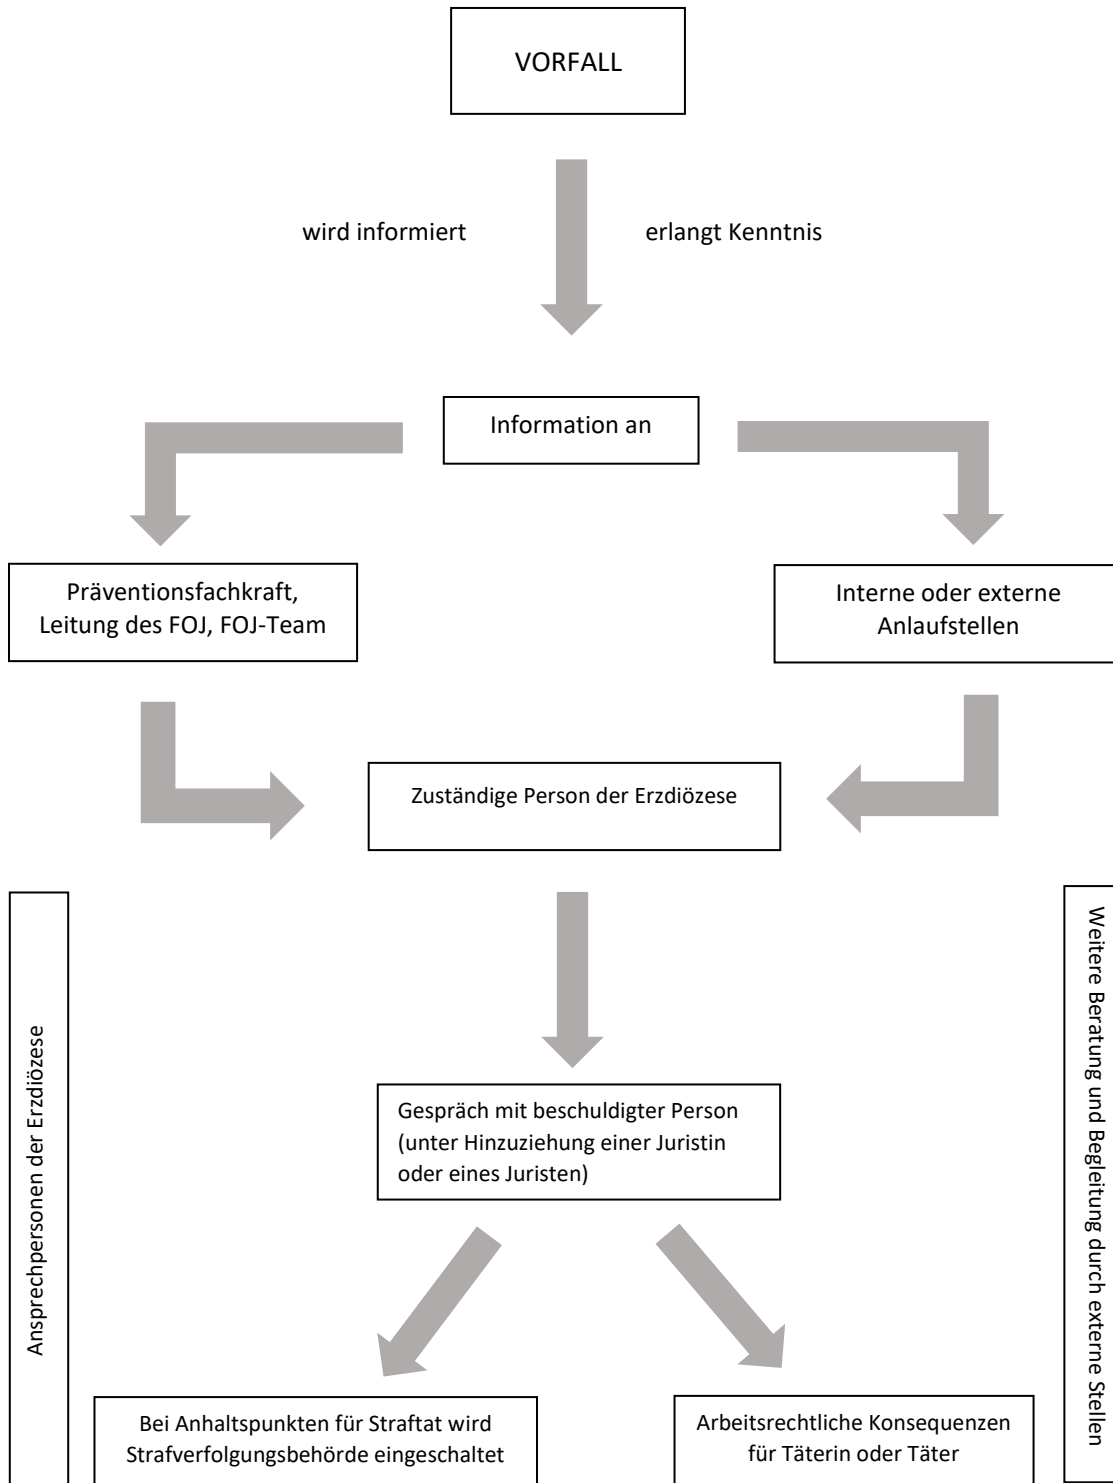 VORFALL
wird informiert
erlangt Kenntnis
Information an
Präventionsfachkraft,
Leitung des FOJ, FOJ-Team
Interne oder externe
Anlaufstellen
Zuständige Person der Erzdiözese
Ansprechpersonen der Erzdiözese
Weitere Beratung und Begleitung durch externe Stellen
Gespräch mit beschuldigter Person
(unter Hinzuziehung einer Juristin
oder eines Juristen)
Bei Anhaltspunkten für Straftat wird
Strafverfolgungsbehörde eingeschaltet
Arbeitsrechtliche Konsequenzen
für Täterin oder Täter